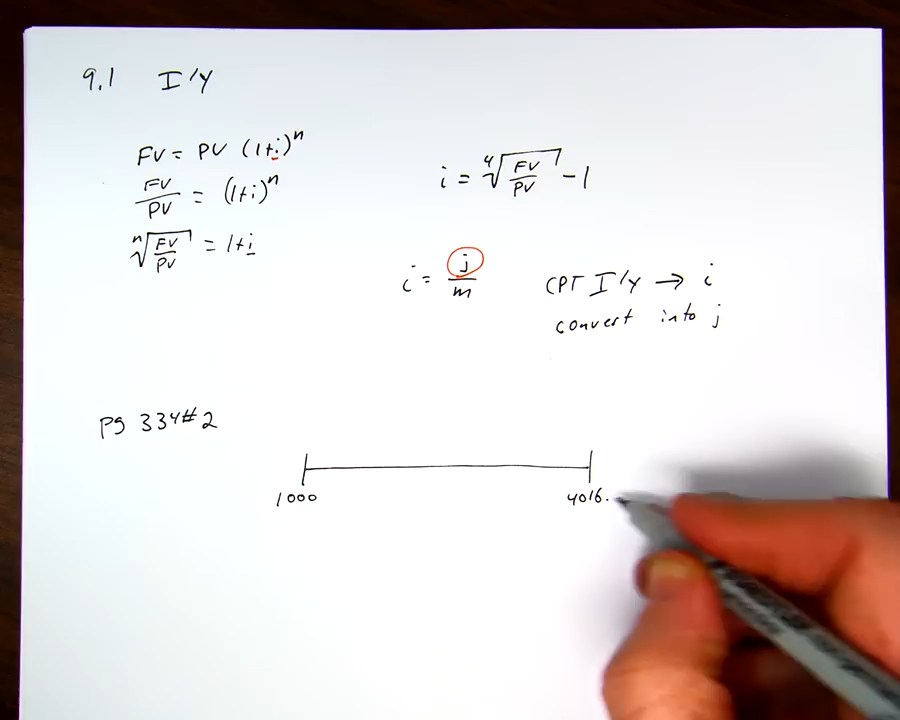 9.1 I/Y
FV = PV (1+i)^n
FV/PV = (1+i)^n
n√(FV/PV) = 1+i
i = 4√(FV/PV) - 1
i = j/m
CPT I/Y → i
convert into j
PG 334#2
1000
4016.